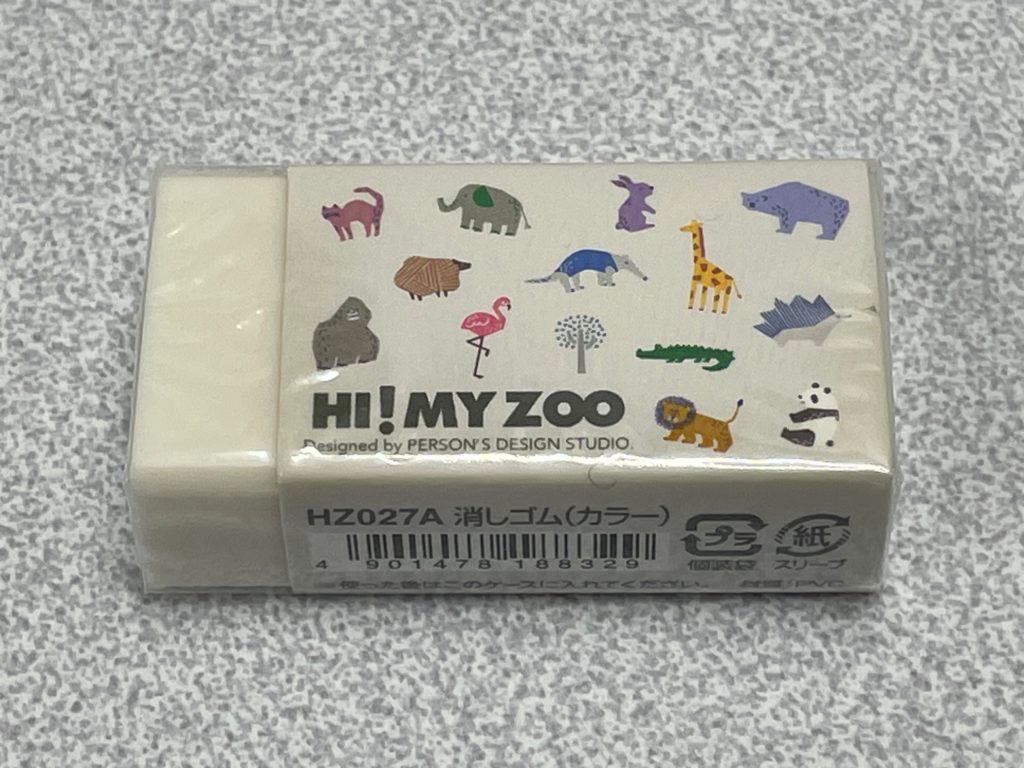 HI! MY ZOO
Designed by PERSON'S DESIGN STUDIO.
HZ027A 消しゴム(カラー)
プラ
紙
個装袋
スリーブ
4 901478 188329
使った後はこのケースに入れてください。 材質/PVC